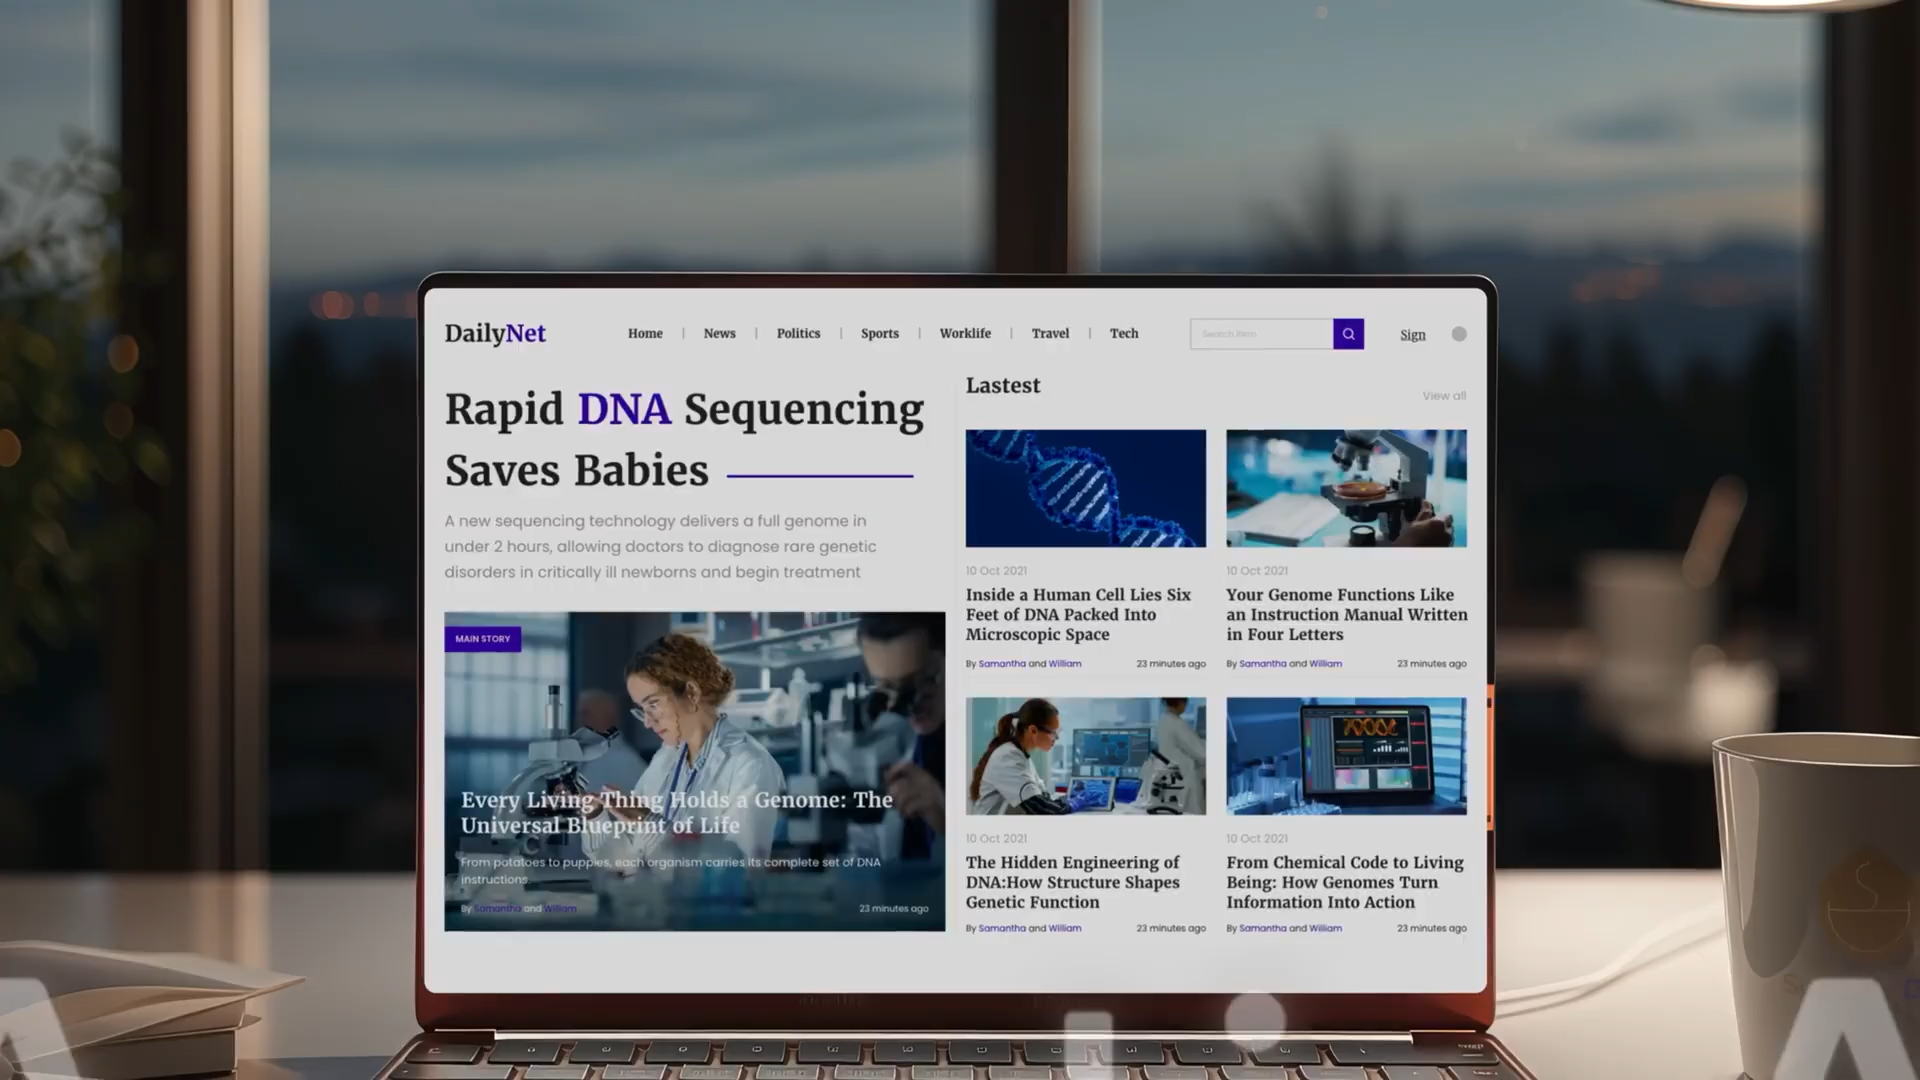 DailyNet
Home
News
Politics
Sports
Worklife
Travel
Tech
Search item
Sign
Rapid DNA Sequencing
Saves Babies
A new sequencing technology delivers a full genome in
under 2 hours, allowing doctors to diagnose rare genetic
disorders in critically ill newborns and begin treatment
MAIN STORY
Every Living Thing Holds a Genome: The
Universal Blueprint of Life
From potatoes to puppies, each organism carries its complete set of DNA
instructions.
By Samantha and William
23 minutes ago
Lastest
View all
10 Oct 2021
Inside a Human Cell Lies Six
Feet of DNA Packed Into
Microscopic Space
By Samantha and William
23 minutes ago
10 Oct 2021
Your Genome Functions Like
an Instruction Manual Written
in Four Letters
By Samantha and William
23 minutes ago
10 Oct 2021
The Hidden Engineering of
DNA:How Structure Shapes
Genetic Function
By Samantha and William
23 minutes ago
10 Oct 2021
From Chemical Code to Living
Being: How Genomes Turn
Information Into Action
By Samantha and William
23 minutes ago